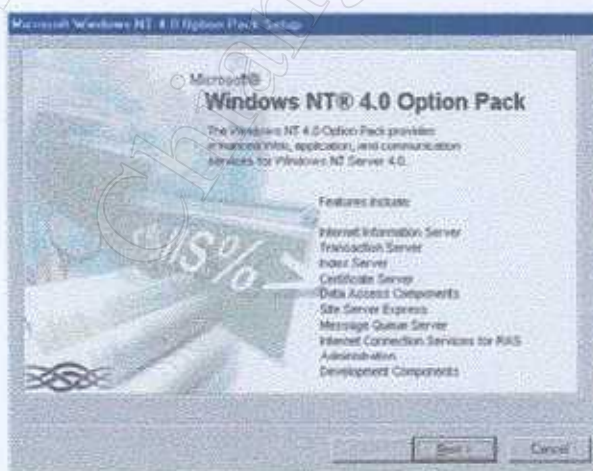 Microsoft Windows NT 4.0 Option Pack Setup
Microsoft®
Windows NT® 4.0 Option Pack
The Windows NT 4.0 Option Pack provides
enhanced Web, application, and communication
services for Windows NT Server 4.0.
Features include:
Internet Information Server
Transaction Server
Index Server
Certificate Server
Data Access Components
Site Server Express
Message Queue Server
Internet Connection Services for RAS
Administration
Development Components
Next >
Cancel